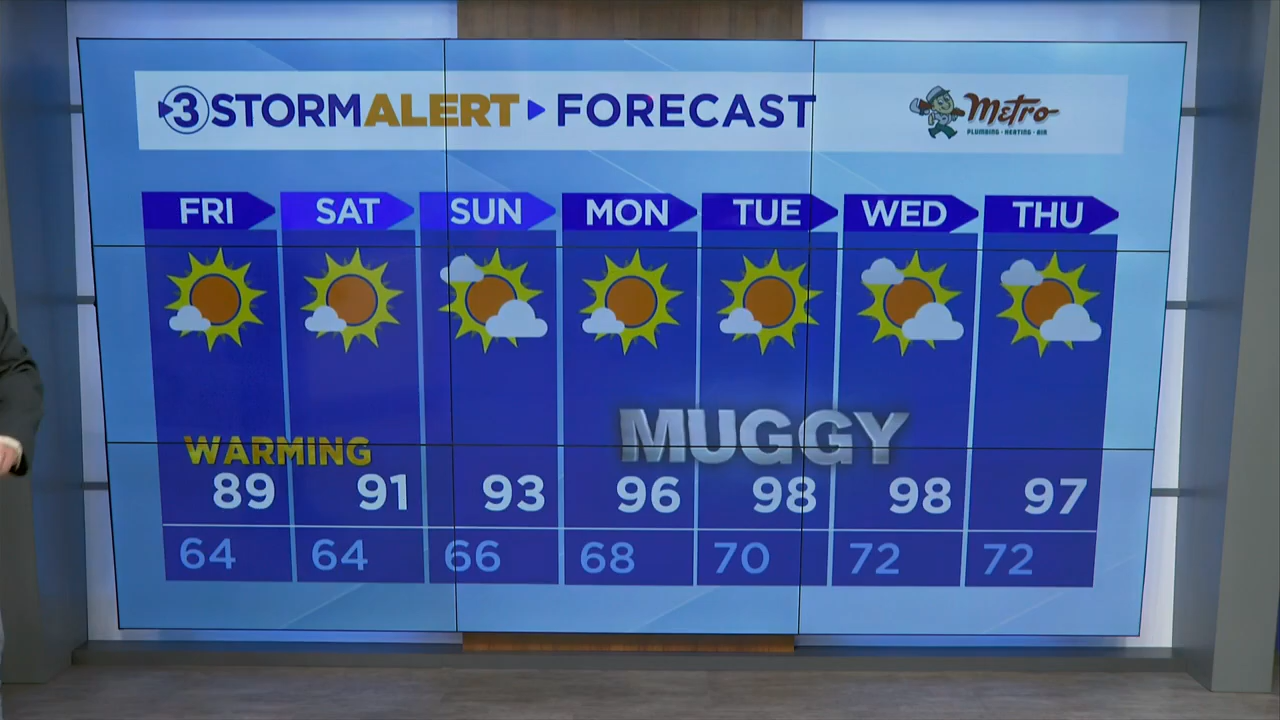 3 STORMALERT FORECAST
Metro
PLUMBING · HEATING · AIR
FRI SAT SUN MON TUE WED THU
WARMING
MUGGY
89 91 93 96 98 98 97
64 64 66 68 70 72 72